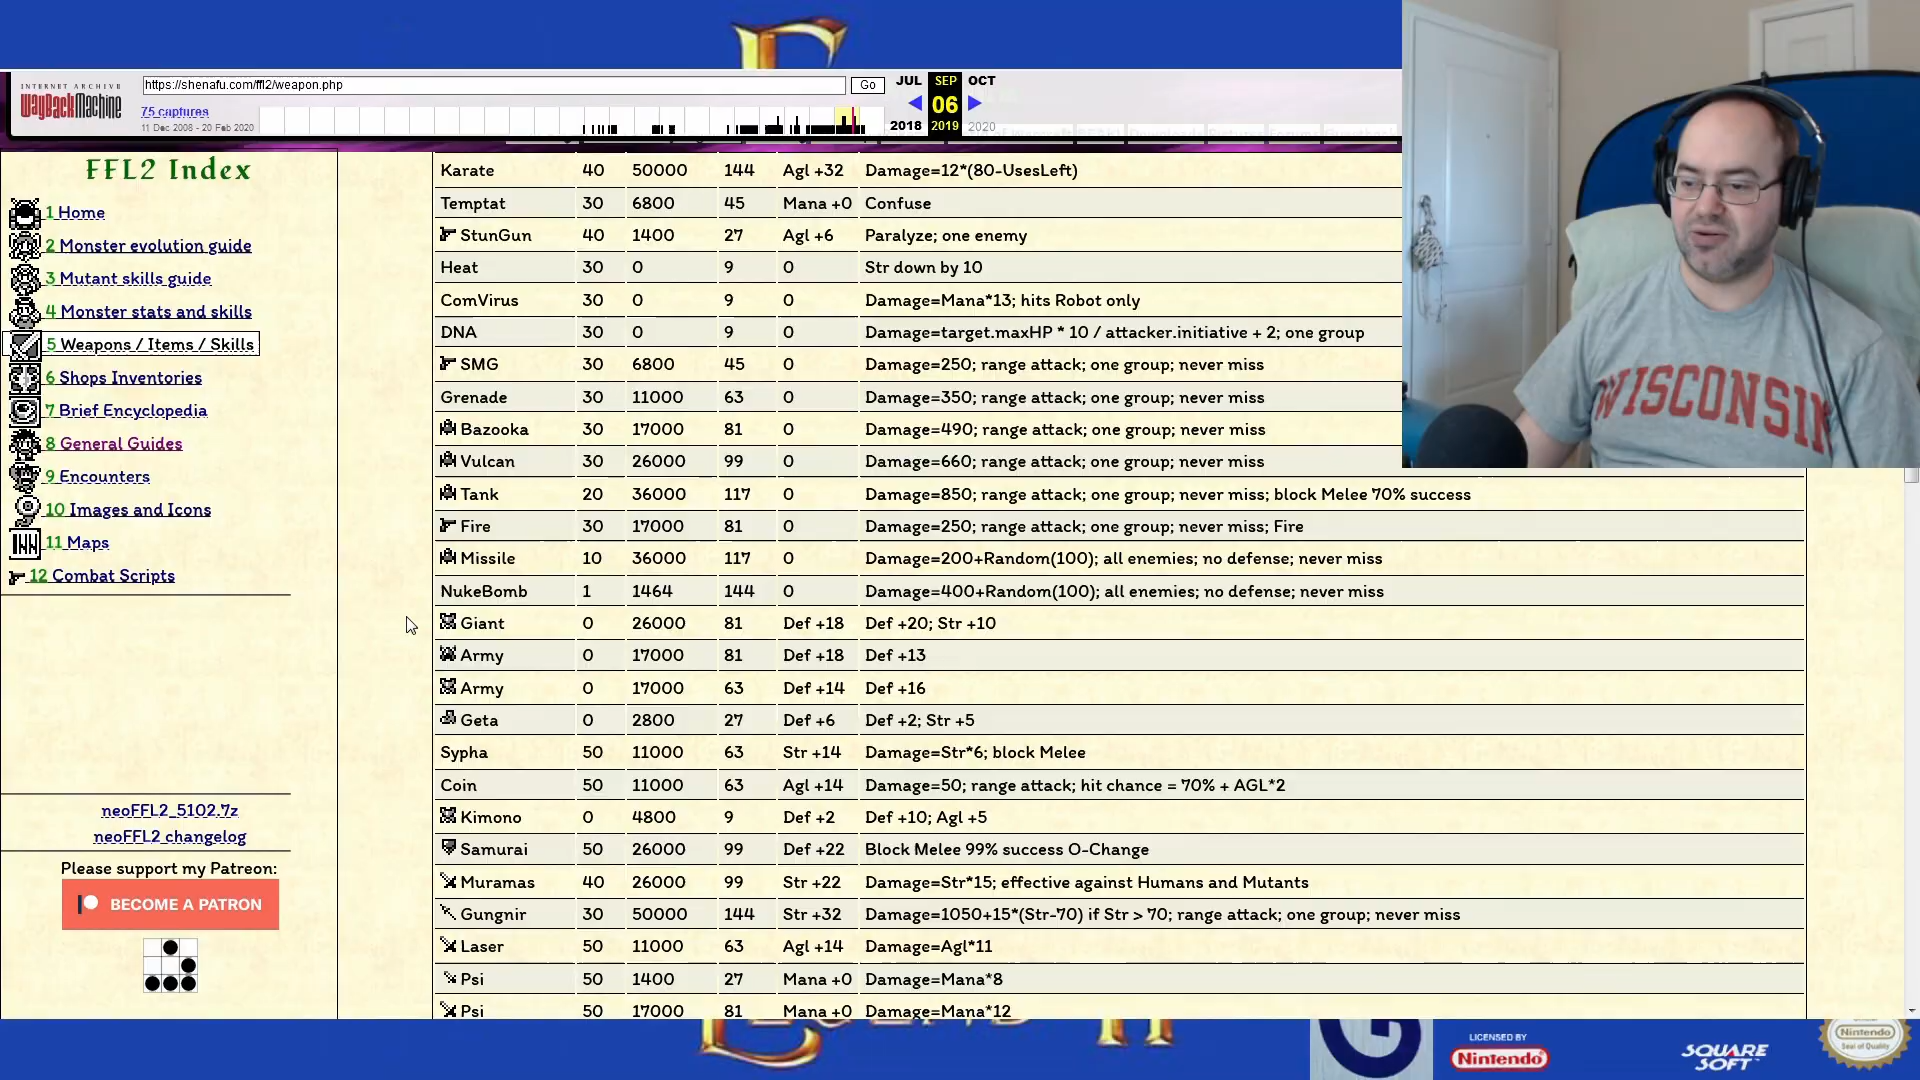 INTERNET ARCHIVE
WayBackMachine
https://shenafu.com/ffl2/weapon.php
Go
75 captures
11 Dec 2008 - 20 Feb 2020
JUL SEP OCT
06
2018 2019 2020
FFL2 Index
1 Home
2 Monster evolution guide
3 Mutant skills guide
4 Monster stats and skills
5 Weapons / Items / Skills
6 Shops Inventories
7 Brief Encyclopedia
8 General Guides
9 Encounters
10 Images and Icons
11 Maps
12 Combat Scripts
neoFFL2_5102.7z
neoFFL2 changelog
Please support my Patreon:
BECOME A PATRON
Karate 40 50000 144 Agl +32 Damage=12*(80-UsesLeft)
Temptat 30 6800 45 Mana +0 Confuse
StunGun 40 1400 27 Agl +6 Paralyze; one enemy
Heat 30 0 9 0 Str down by 10
ComVirus 30 0 9 0 Damage=Mana*13; hits Robot only
DNA 30 0 9 0 Damage=target.maxHP * 10 / attacker.initiative + 2; one group
SMG 30 6800 45 0 Damage=250; range attack; one group; never miss
Grenade 30 11000 63 0 Damage=350; range attack; one group; never miss
Bazooka 30 17000 81 0 Damage=490; range attack; one group; never miss
Vulcan 30 26000 99 0 Damage=660; range attack; one group; never miss
Tank 20 36000 117 0 Damage=850; range attack; one group; never miss; block Melee 70% success
Fire 30 17000 81 0 Damage=250; range attack; one group; never miss; Fire
Missile 10 36000 117 0 Damage=200+Random(100); all enemies; no defense; never miss
NukeBomb 1 1464 144 0 Damage=400+Random(100); all enemies; no defense; never miss
Giant 0 26000 81 Def +18 Def +20; Str +10
Army 0 17000 81 Def +18 Def +13
Army 0 17000 63 Def +14 Def +16
Geta 0 2800 27 Def +6 Def +2; Str +5
Sypha 50 11000 63 Str +14 Damage=Str*6; block Melee
Coin 50 11000 63 Agl +14 Damage=50; range attack; hit chance = 70% + AGL*2
Kimono 0 4800 9 Def +2 Def +10; Agl +5
Samurai 50 26000 99 Def +22 Block Melee 99% success O-Change
Muramas 40 26000 99 Str +22 Damage=Str*15; effective against Humans and Mutants
Gungnir 30 50000 144 Str +32 Damage=1050+15*(Str-70) if Str > 70; range attack; one group; never miss
Laser 50 11000 63 Agl +14 Damage=Agl*11
Psi 50 1400 27 Mana +0 Damage=Mana*8
Psi 50 17000 81 Mana +0 Damage=Mana*12
WISCONSIN
LICENSED BY
Nintendo
SQUARE
SOFT
Nintendo
Seal of Quality